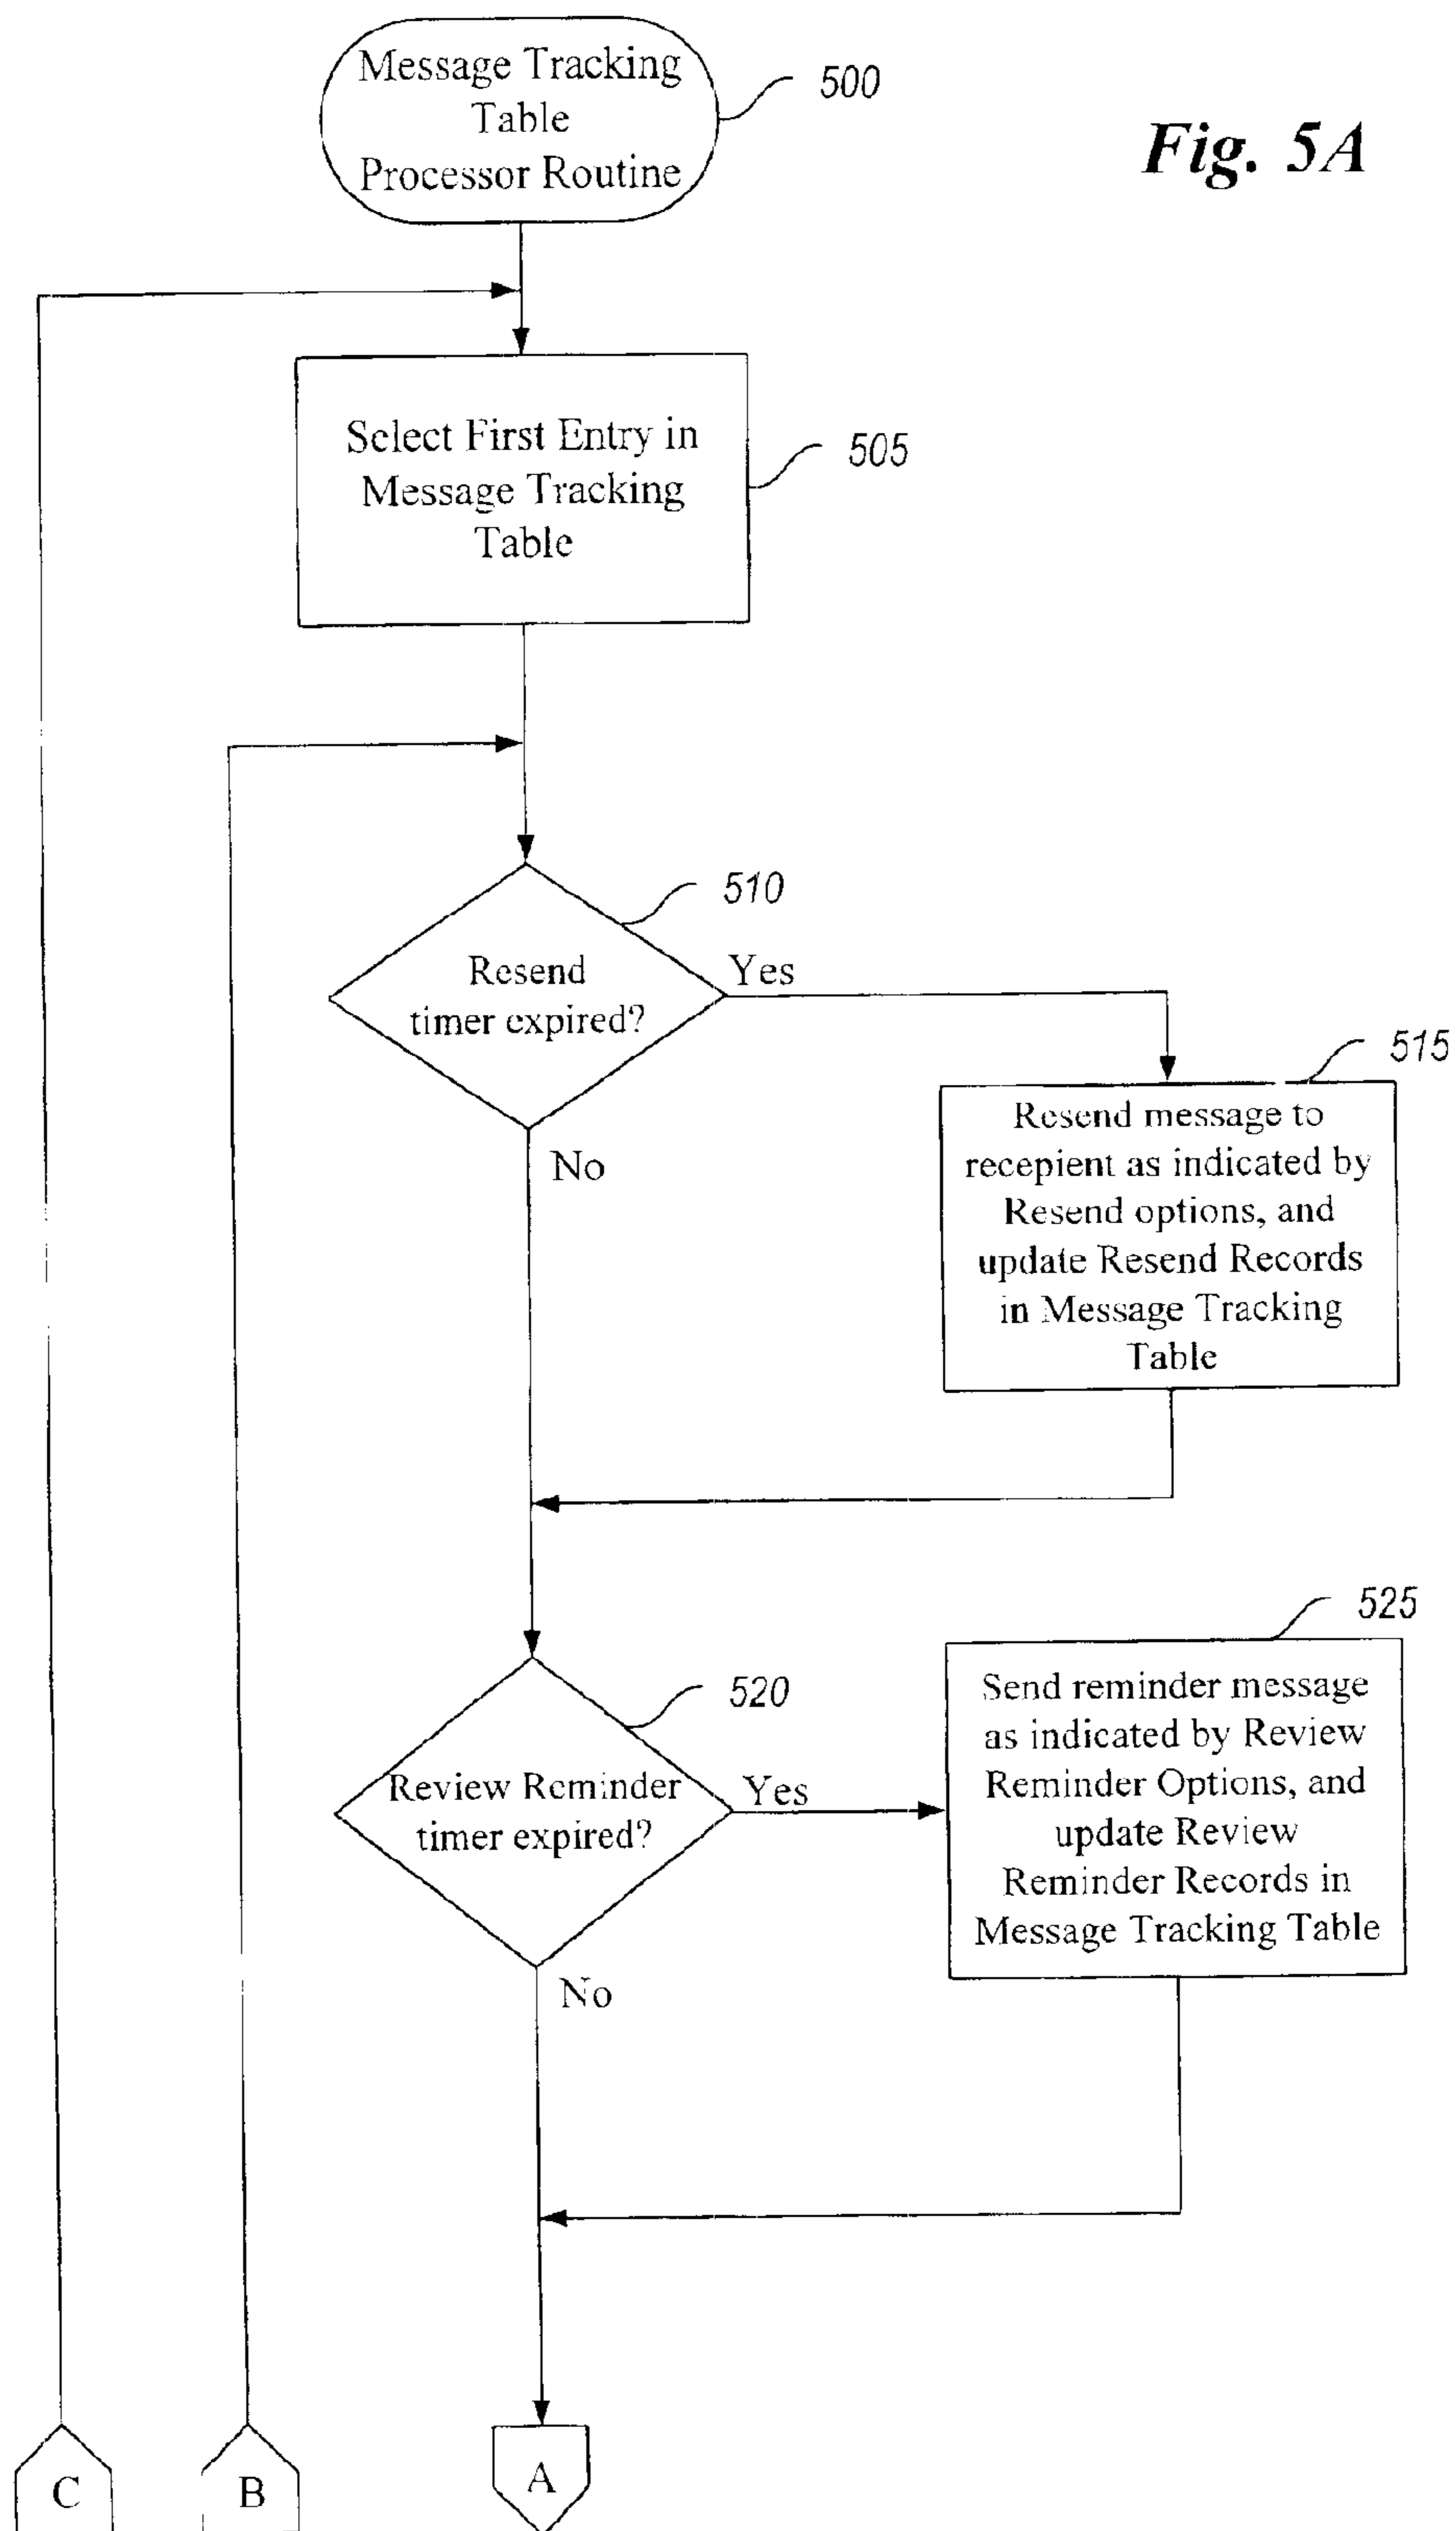 Message Tracking
Table
Processor Routine
500
Fig. 5A
Select First Entry in
Message Tracking
Table
505
510
Resend
timer expired?
Yes
No
515
Resend message to
recepient as indicated by
Resend options, and
update Resend Records
in Message Tracking
Table
520
Review Reminder
timer expired?
Yes
No
525
Send reminder message
as indicated by Review
Reminder Options, and
update Review
Reminder Records in
Message Tracking Table
C
B
A